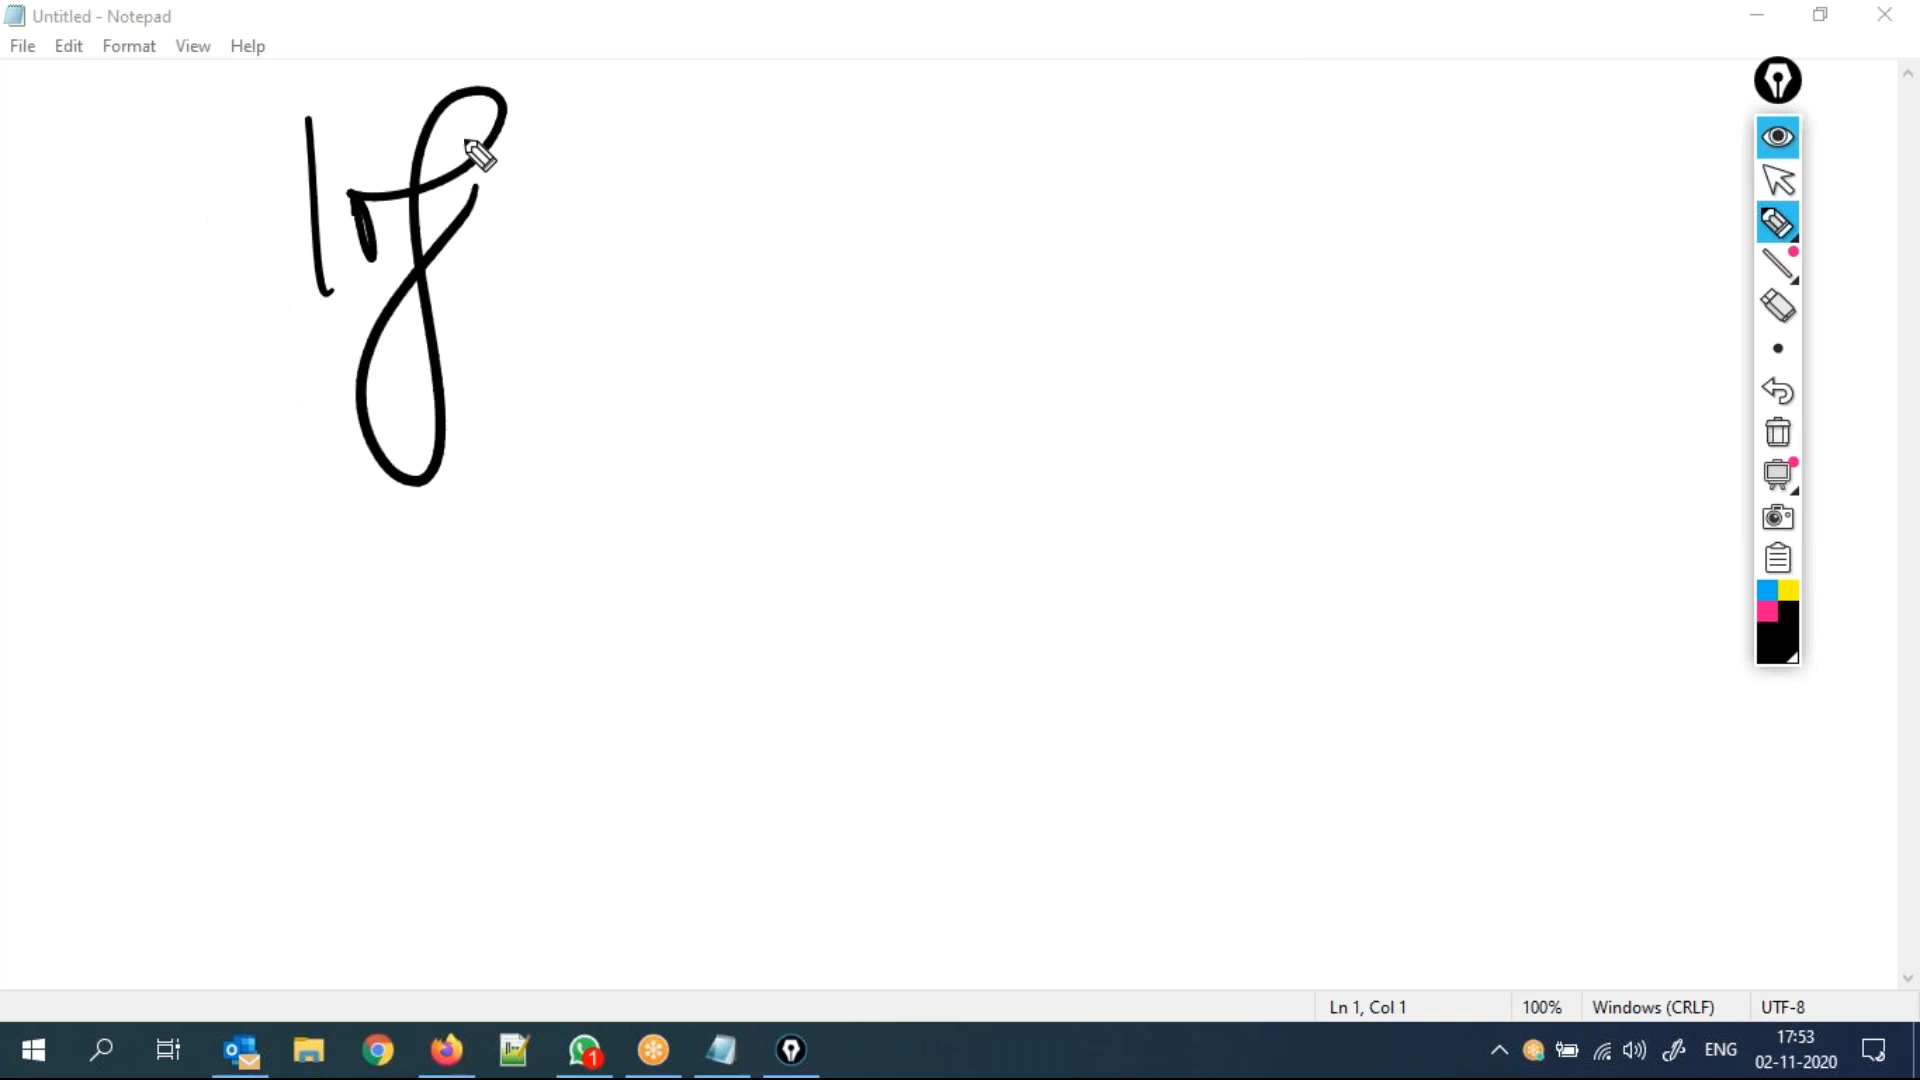 Untitled - Notepad
File Edit Format View Help
Ln 1, Col 1 100% Windows (CRLF) UTF-8
1
ENG
17:53
02-11-2020